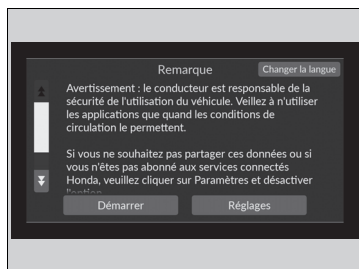 Remarque
Changer la langue
Avertissement : le conducteur est responsable de la
sécurité de l'utilisation du véhicule. Veillez à n'utiliser
les applications que quand les conditions de
circulation le permettent.
Si vous ne souhaitez pas partager ces données ou si
vous n'êtes pas abonné aux services connectés
Honda, veuillez cliquer sur Paramètres et désactiver
l'option
Démarrer
Réglages